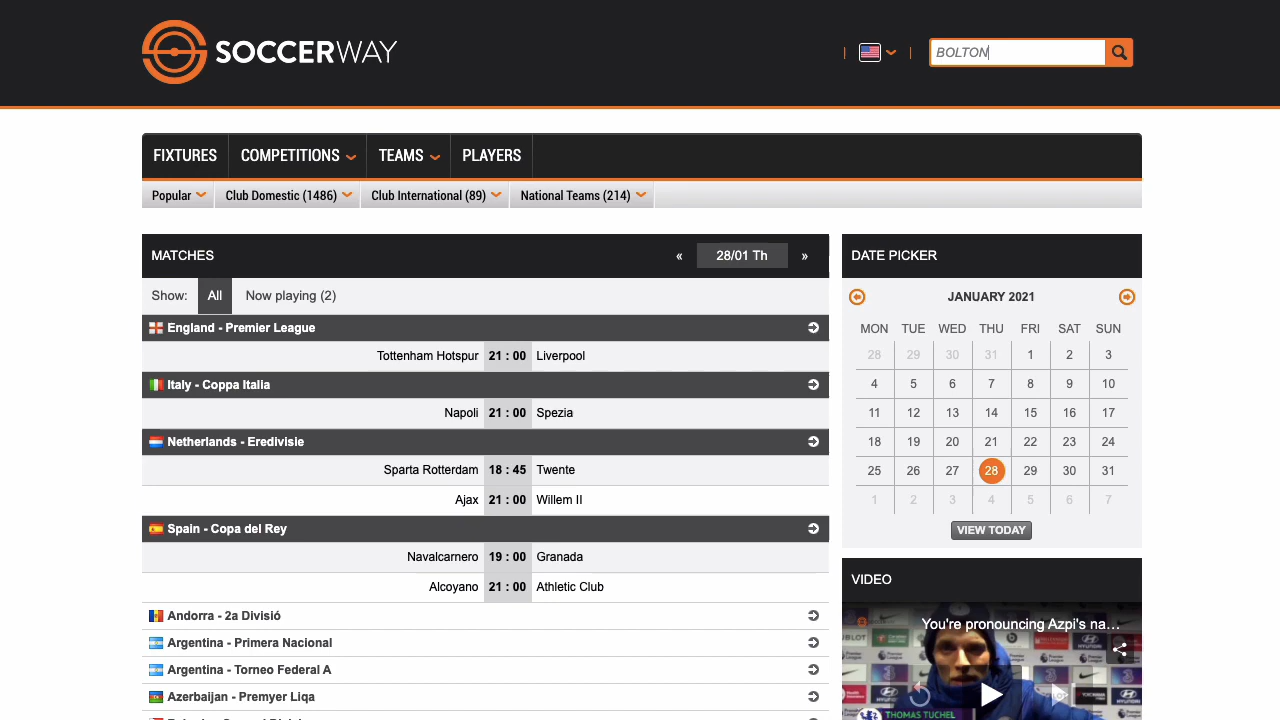 SOCCERWAY
BOLTON
FIXTURES COMPETITIONS TEAMS PLAYERS
Popular Club Domestic (1486) Club International (89) National Teams (214)
MATCHES « 28/01 Th »
Show: All Now playing (2)
England - Premier League
Tottenham Hotspur 21 : 00 Liverpool
Italy - Coppa Italia
Napoli 21 : 00 Spezia
Netherlands - Eredivisie
Sparta Rotterdam 18 : 45 Twente
Ajax 21 : 00 Willem II
Spain - Copa del Rey
Navalcarnero 19 : 00 Granada
Alcoyano 21 : 00 Athletic Club
Andorra - 2a Divisió
Argentina - Primera Nacional
Argentina - Torneo Federal A
Azerbaijan - Premyer Liqa
DATE PICKER
JANUARY 2021
MON TUE WED THU FRI SAT SUN
28 29 30 31 1 2 3
4 5 6 7 8 9 10
11 12 13 14 15 16 17
18 19 20 21 22 23 24
25 26 27 28 29 30 31
1 2 3 4 5 6 7
VIEW TODAY
VIDEO
You're pronouncing Azpi's na...
THOMAS TUCHEL